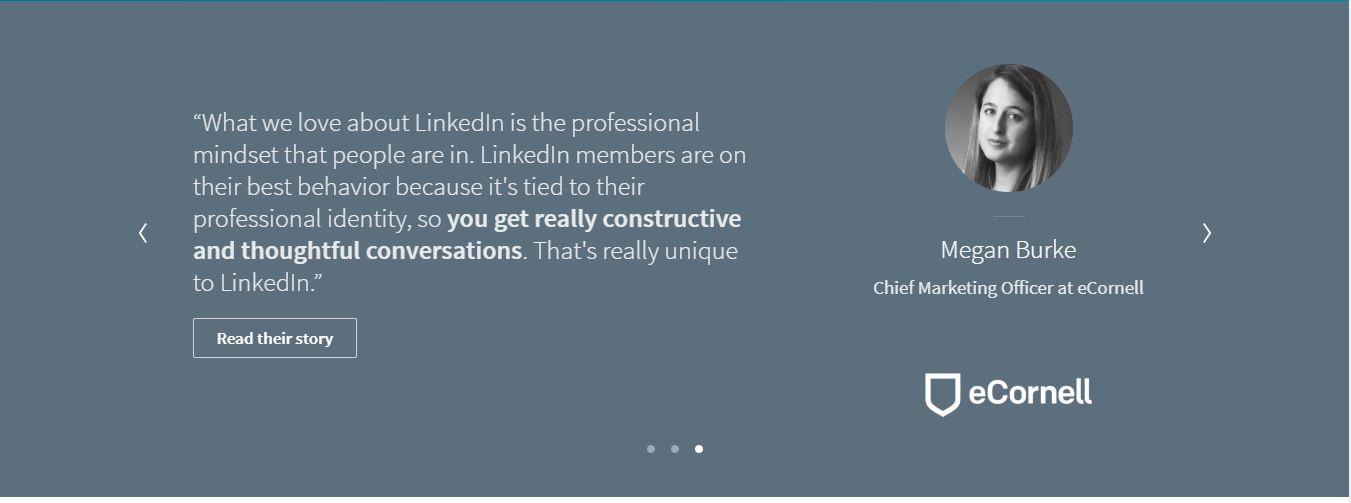 “What we love about LinkedIn is the professional
mindset that people are in. LinkedIn members are on
their best behavior because it's tied to their
professional identity, so you get really constructive
and thoughtful conversations. That's really unique
to LinkedIn.”
Read their story
Megan Burke
Chief Marketing Officer at eCornell
eCornell